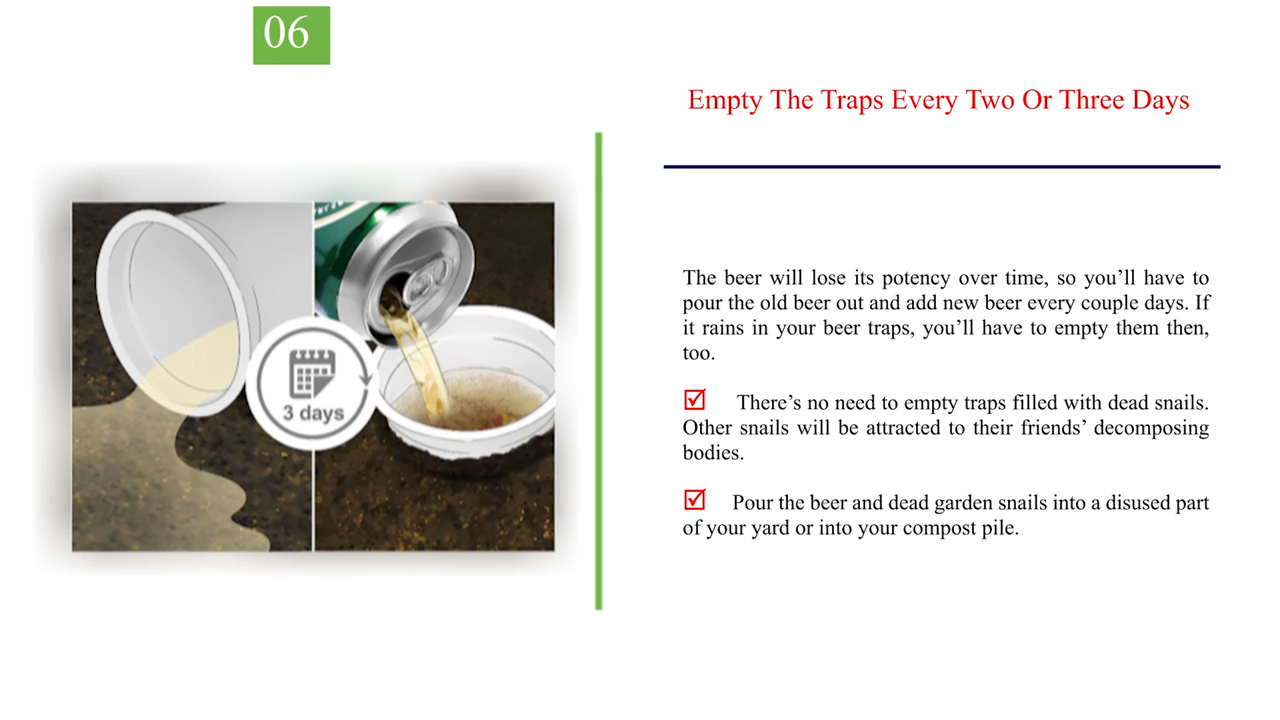 06
Empty The Traps Every Two Or Three Days
The beer will lose its potency over time, so you’ll have to
pour the old beer out and add new beer every couple days. If
it rains in your beer traps, you’ll have to empty them then,
too.
There’s no need to empty traps filled with dead snails.
Other snails will be attracted to their friends’ decomposing
bodies.
Pour the beer and dead garden snails into a disused part
of your yard or into your compost pile.
3 days